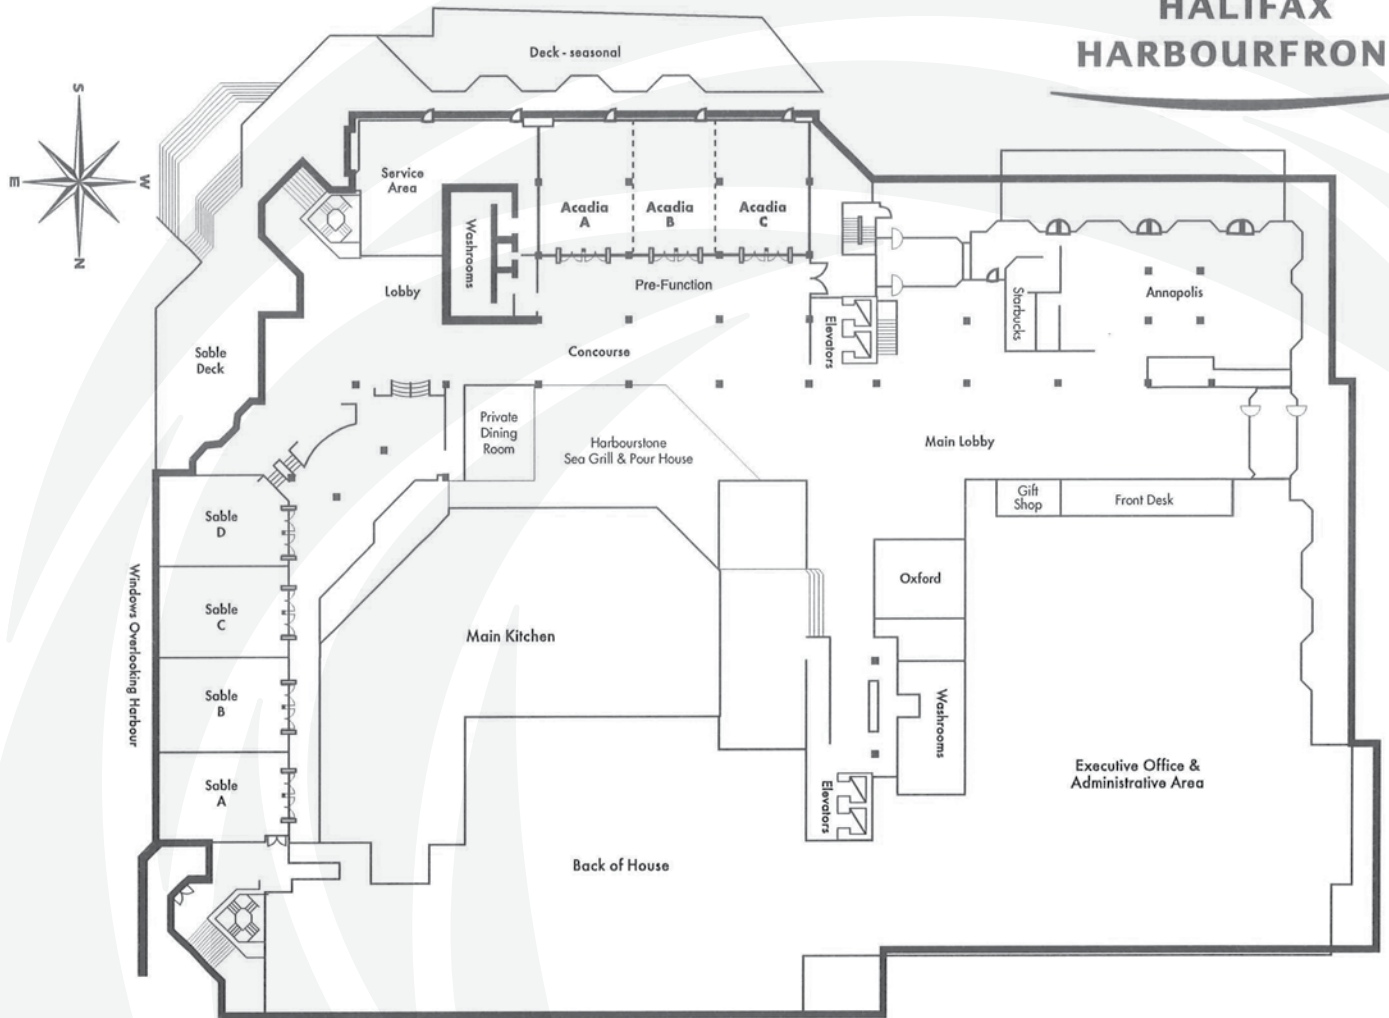 HALIFAX
HARBOURFRON
Deck - seasonal
S
E
W
N
Service
Area
Washrooms
Acadia
A
Acadia
B
Acadia
C
Lobby
Pre-Function
Elevators
Starbucks
Annapolis
Sable
Deck
Concourse
Private
Dining
Room
Harbourstone
Sea Grill & Pour House
Main Lobby
Gift
Shop
Front Desk
Sable
D
Oxford
Windows Overlooking Harbour
Sable
C
Main Kitchen
Sable
B
Washrooms
Sable
A
Elevators
Executive Office &
Administrative Area
Back of House